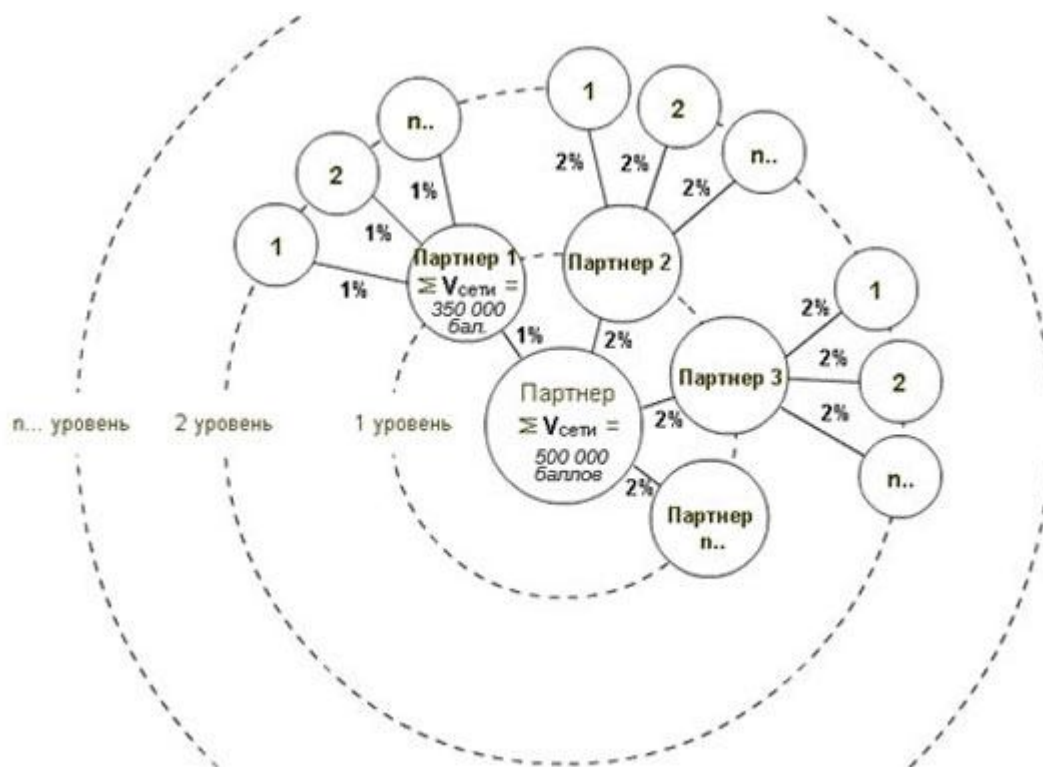 1
2
n..
2%
2%
2%
n..
2
1
1%
1%
1%
Партнер 1
М Vсети =
350 000
бал.
Партнер 2
1%
2%
Партнер 3
2%
2%
2%
1
2
n..
Партнер
М Vсети =
500 000
баллов
2%
2%
Партнер
n..
n... уровень
2 уровень
1 уровень